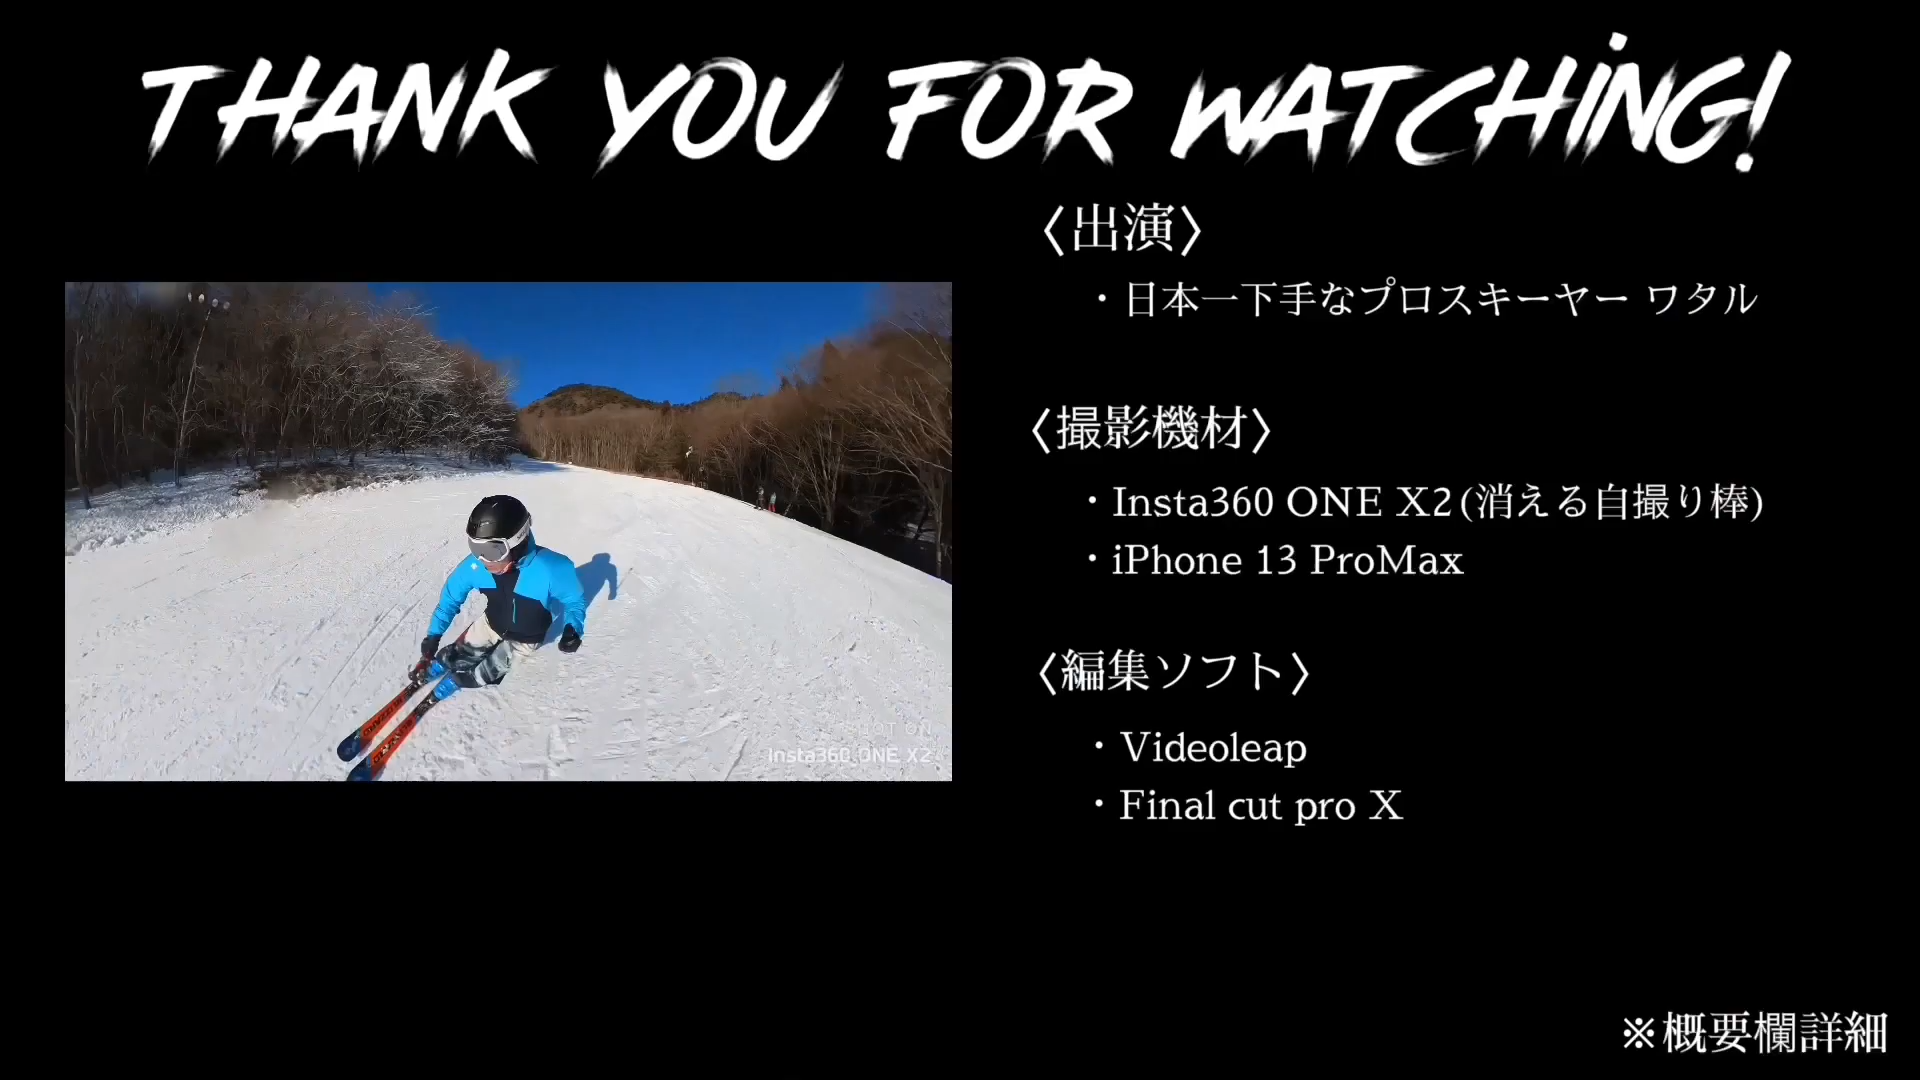 THANK YOU FOR WATCHING!
〈出演〉
・日本一下手なプロスキーヤー ワタル
〈撮影機材〉
・Insta360 ONE X2(消える自撮り棒)
・iPhone 13 ProMax
〈編集ソフト〉
・Videoleap
・Final cut pro X
SHOT ON
Insta360 ONE X2
※概要欄詳細